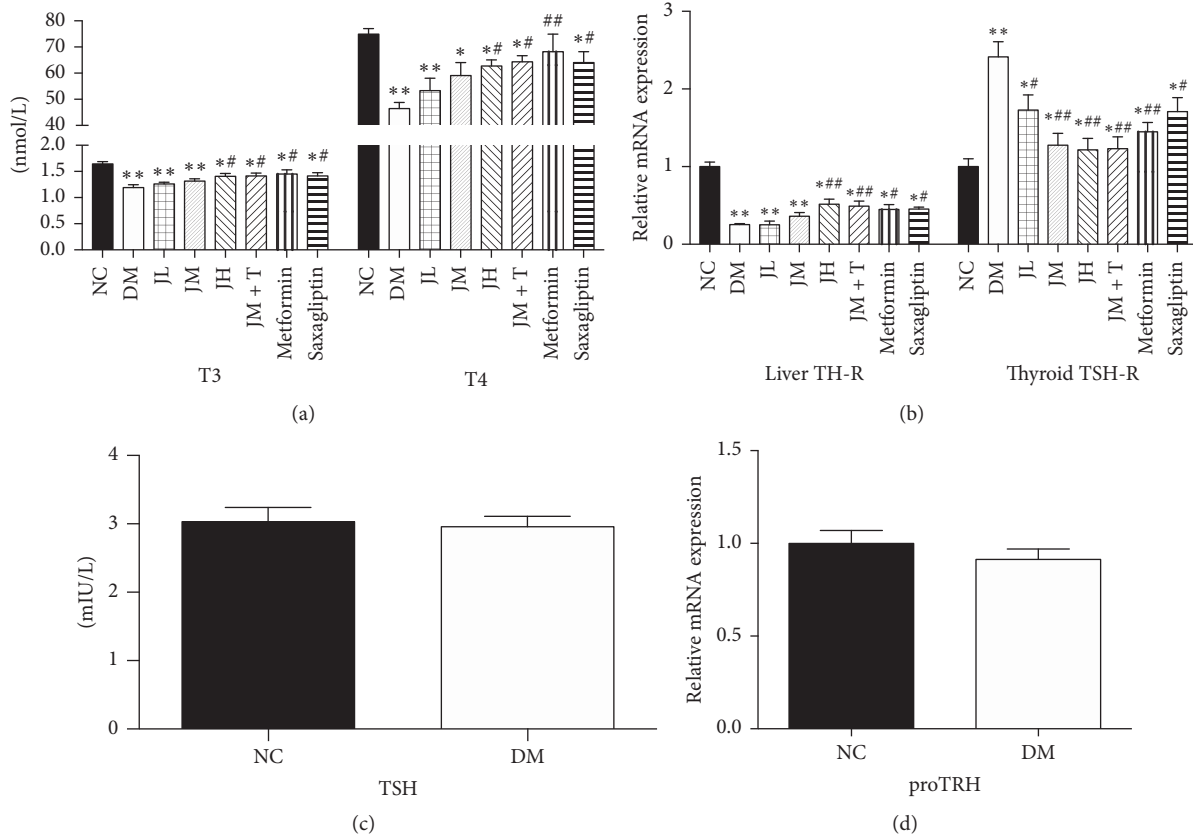 80
70
60
50
40
2.0
1.5
1.0
0.5
0.0
(nmol/L)
** ** ** *# *# *# *#
** ** * *# *# ## *#
NC DM JL JM JH JM + T Metformin Saxagliptin
NC DM JL JM JH JM + T Metformin Saxagliptin
T3 T4
(a)
3
2
1
0
Relative mRNA expression
** ** ** *## *## *# *#
** *# *## *## *## *## *#
NC DM JL JM JH JM + T Metformin Saxagliptin
NC DM JL JM JH JM + T Metformin Saxagliptin
Liver TH-R Thyroid TSH-R
(b)
4
3
2
1
0
(mIU/L)
NC DM
TSH
(c)
1.5
1.0
0.5
0.0
Relative mRNA expression
NC DM
proTRH
(d)